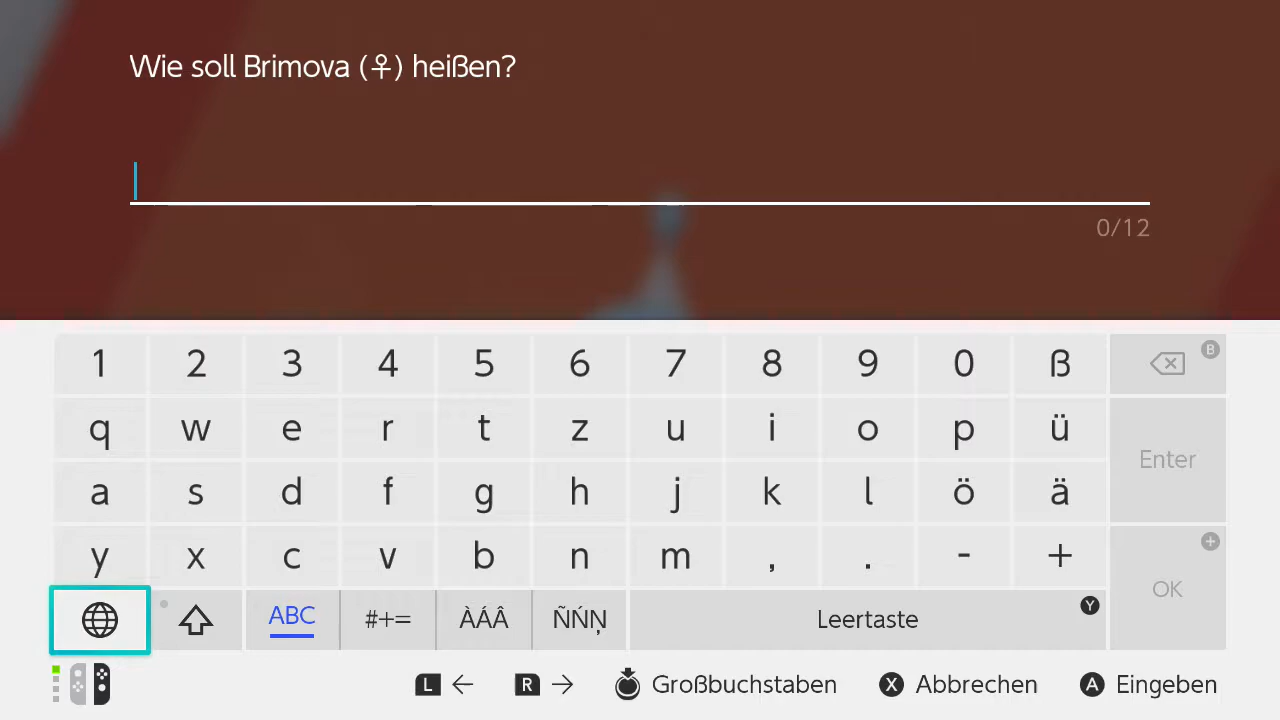 Wie soll Brimova (♀) heißen?
0/12
1 2 3 4 5 6 7 8 9 0 ß B
q w e r t z u i o p ü Enter
a s d f g h j k l ö ä
y x c v b n m , . - + + OK
ABC #+= ÀÁÂ ÑŃŅ Leertaste Y
L ← R → Großbuchstaben X Abbrechen A Eingeben